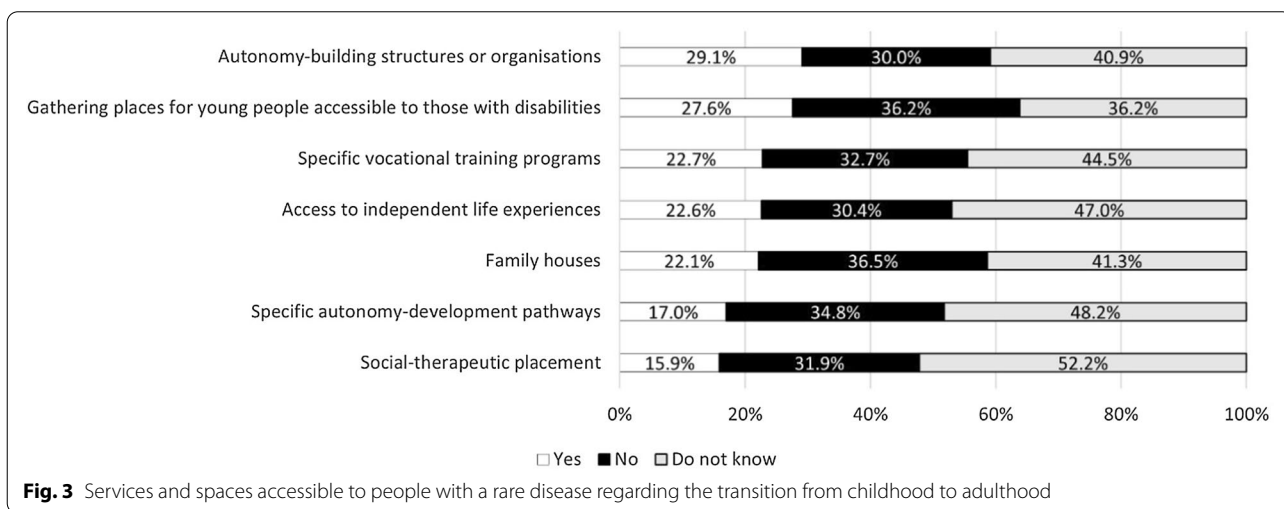 Autonomy-building structures or organisations 29.1% 30.0% 40.9%
Gathering places for young people accessible to those with disabilities 27.6% 36.2% 36.2%
Specific vocational training programs 22.7% 32.7% 44.5%
Access to independent life experiences 22.6% 30.4% 47.0%
Family houses 22.1% 36.5% 41.3%
Specific autonomy-development pathways 17.0% 34.8% 48.2%
Social-therapeutic placement 15.9% 31.9% 52.2%
0% 20% 40% 60% 80% 100%
Yes No Do not know
Fig. 3 Services and spaces accessible to people with a rare disease regarding the transition from childhood to adulthood